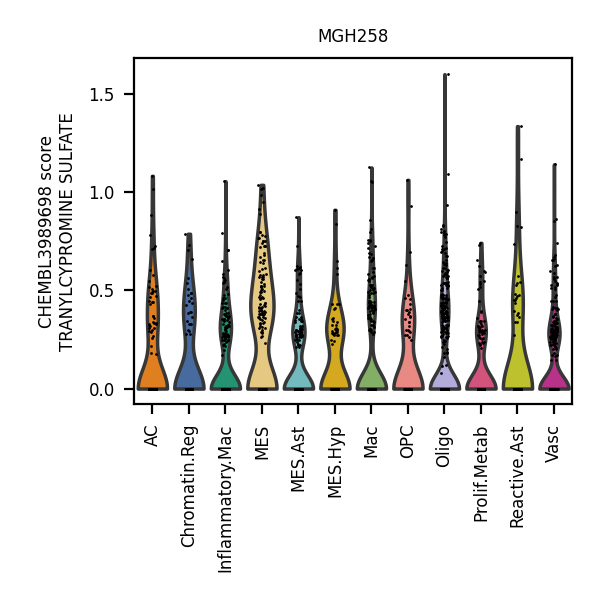 MGH258
CHEMBL3989698 score
TRANYLCYPROMINE SULFATE
1.5
1.0
0.5
0.0
AC
Chromatin.Reg
Inflammatory.Mac
MES
MES.Ast
MES.Hyp
Mac
OPC
Oligo
Prolif.Metab
Reactive.Ast
Vasc